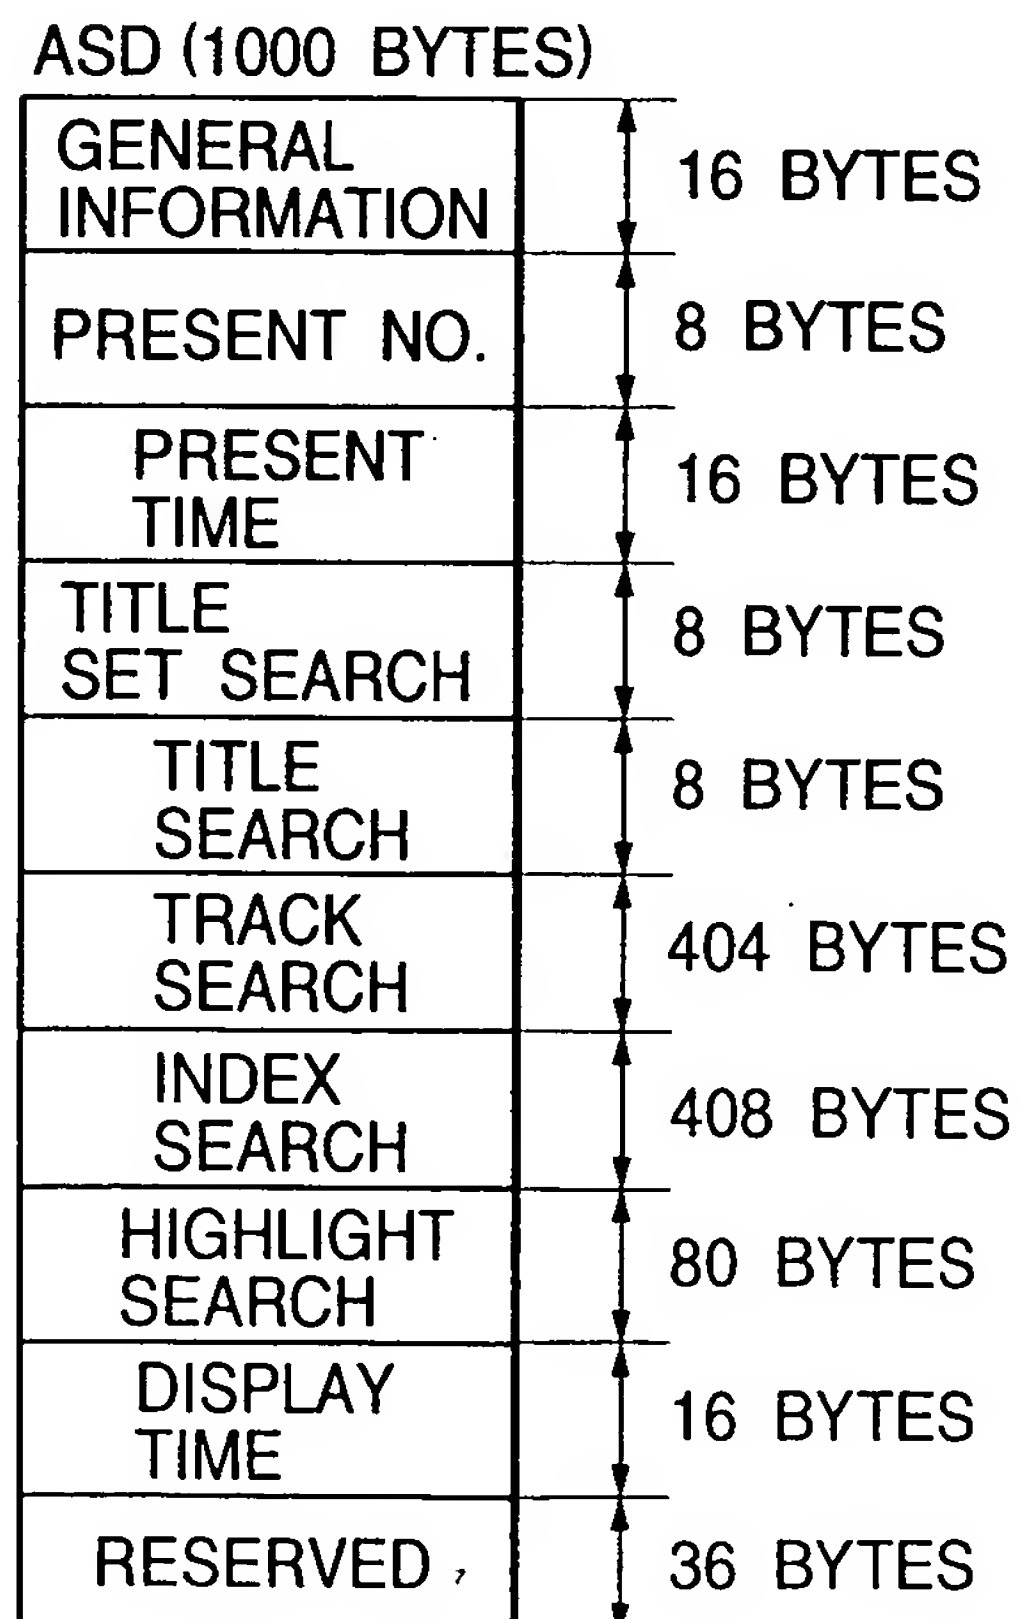 ASD (1000 BYTES)
GENERAL
INFORMATION
16 BYTES
PRESENT NO.
8 BYTES
PRESENT
TIME
16 BYTES
TITLE
SET SEARCH
8 BYTES
TITLE
SEARCH
8 BYTES
TRACK
SEARCH
404 BYTES
INDEX
SEARCH
408 BYTES
HIGHLIGHT
SEARCH
80 BYTES
DISPLAY
TIME
16 BYTES
RESERVED
36 BYTES